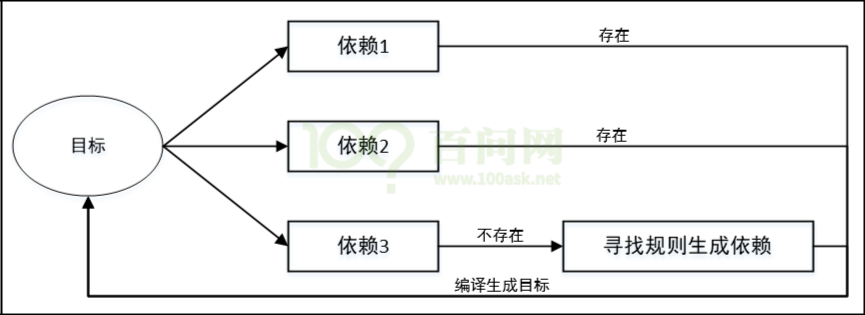 依赖1
存在
目标
依赖2
存在
100?
百问网
www.100ask.net
依赖3
不存在
寻找规则生成依赖
编译生成目标